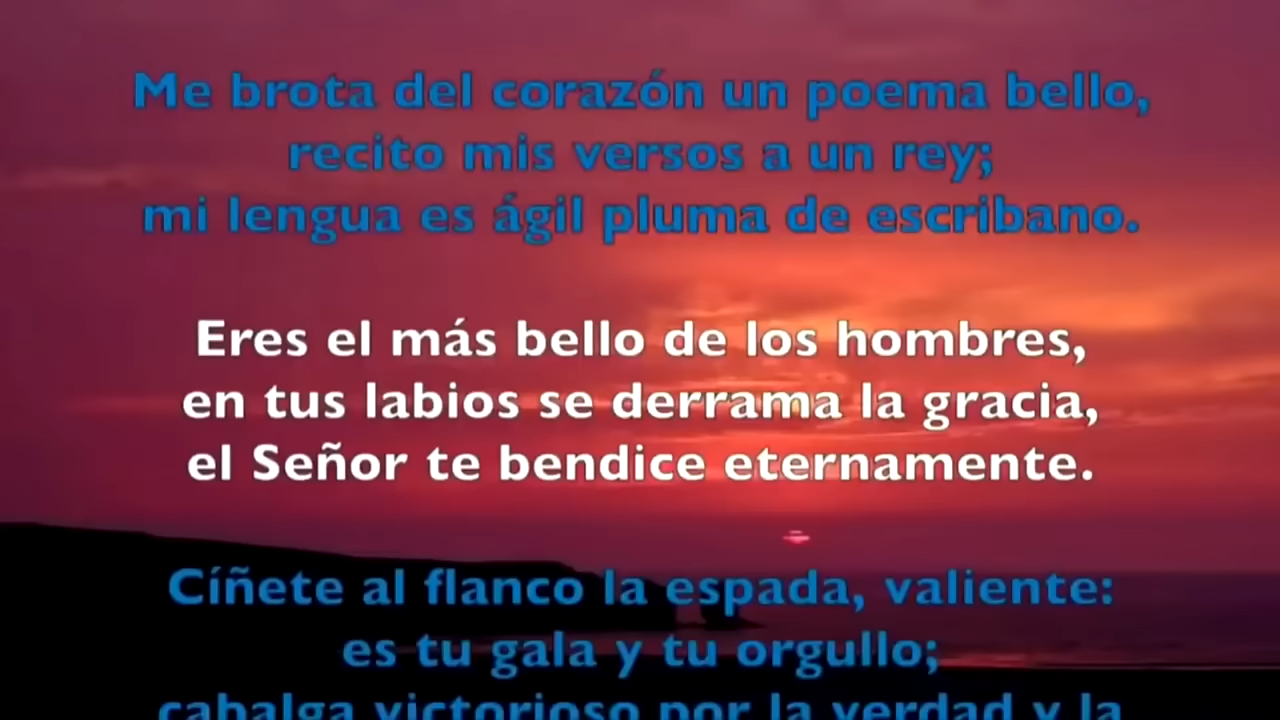 Me brota del corazón un poema bello,
recito mis versos a un rey;
mi lengua es ágil pluma de escribano.
Eres el más bello de los hombres,
en tus labios se derrama la gracia,
el Señor te bendice eternamente.
Cíñete al flanco la espada, valiente:
es tu gala y tu orgullo;
cabalga victorioso por la verdad y la